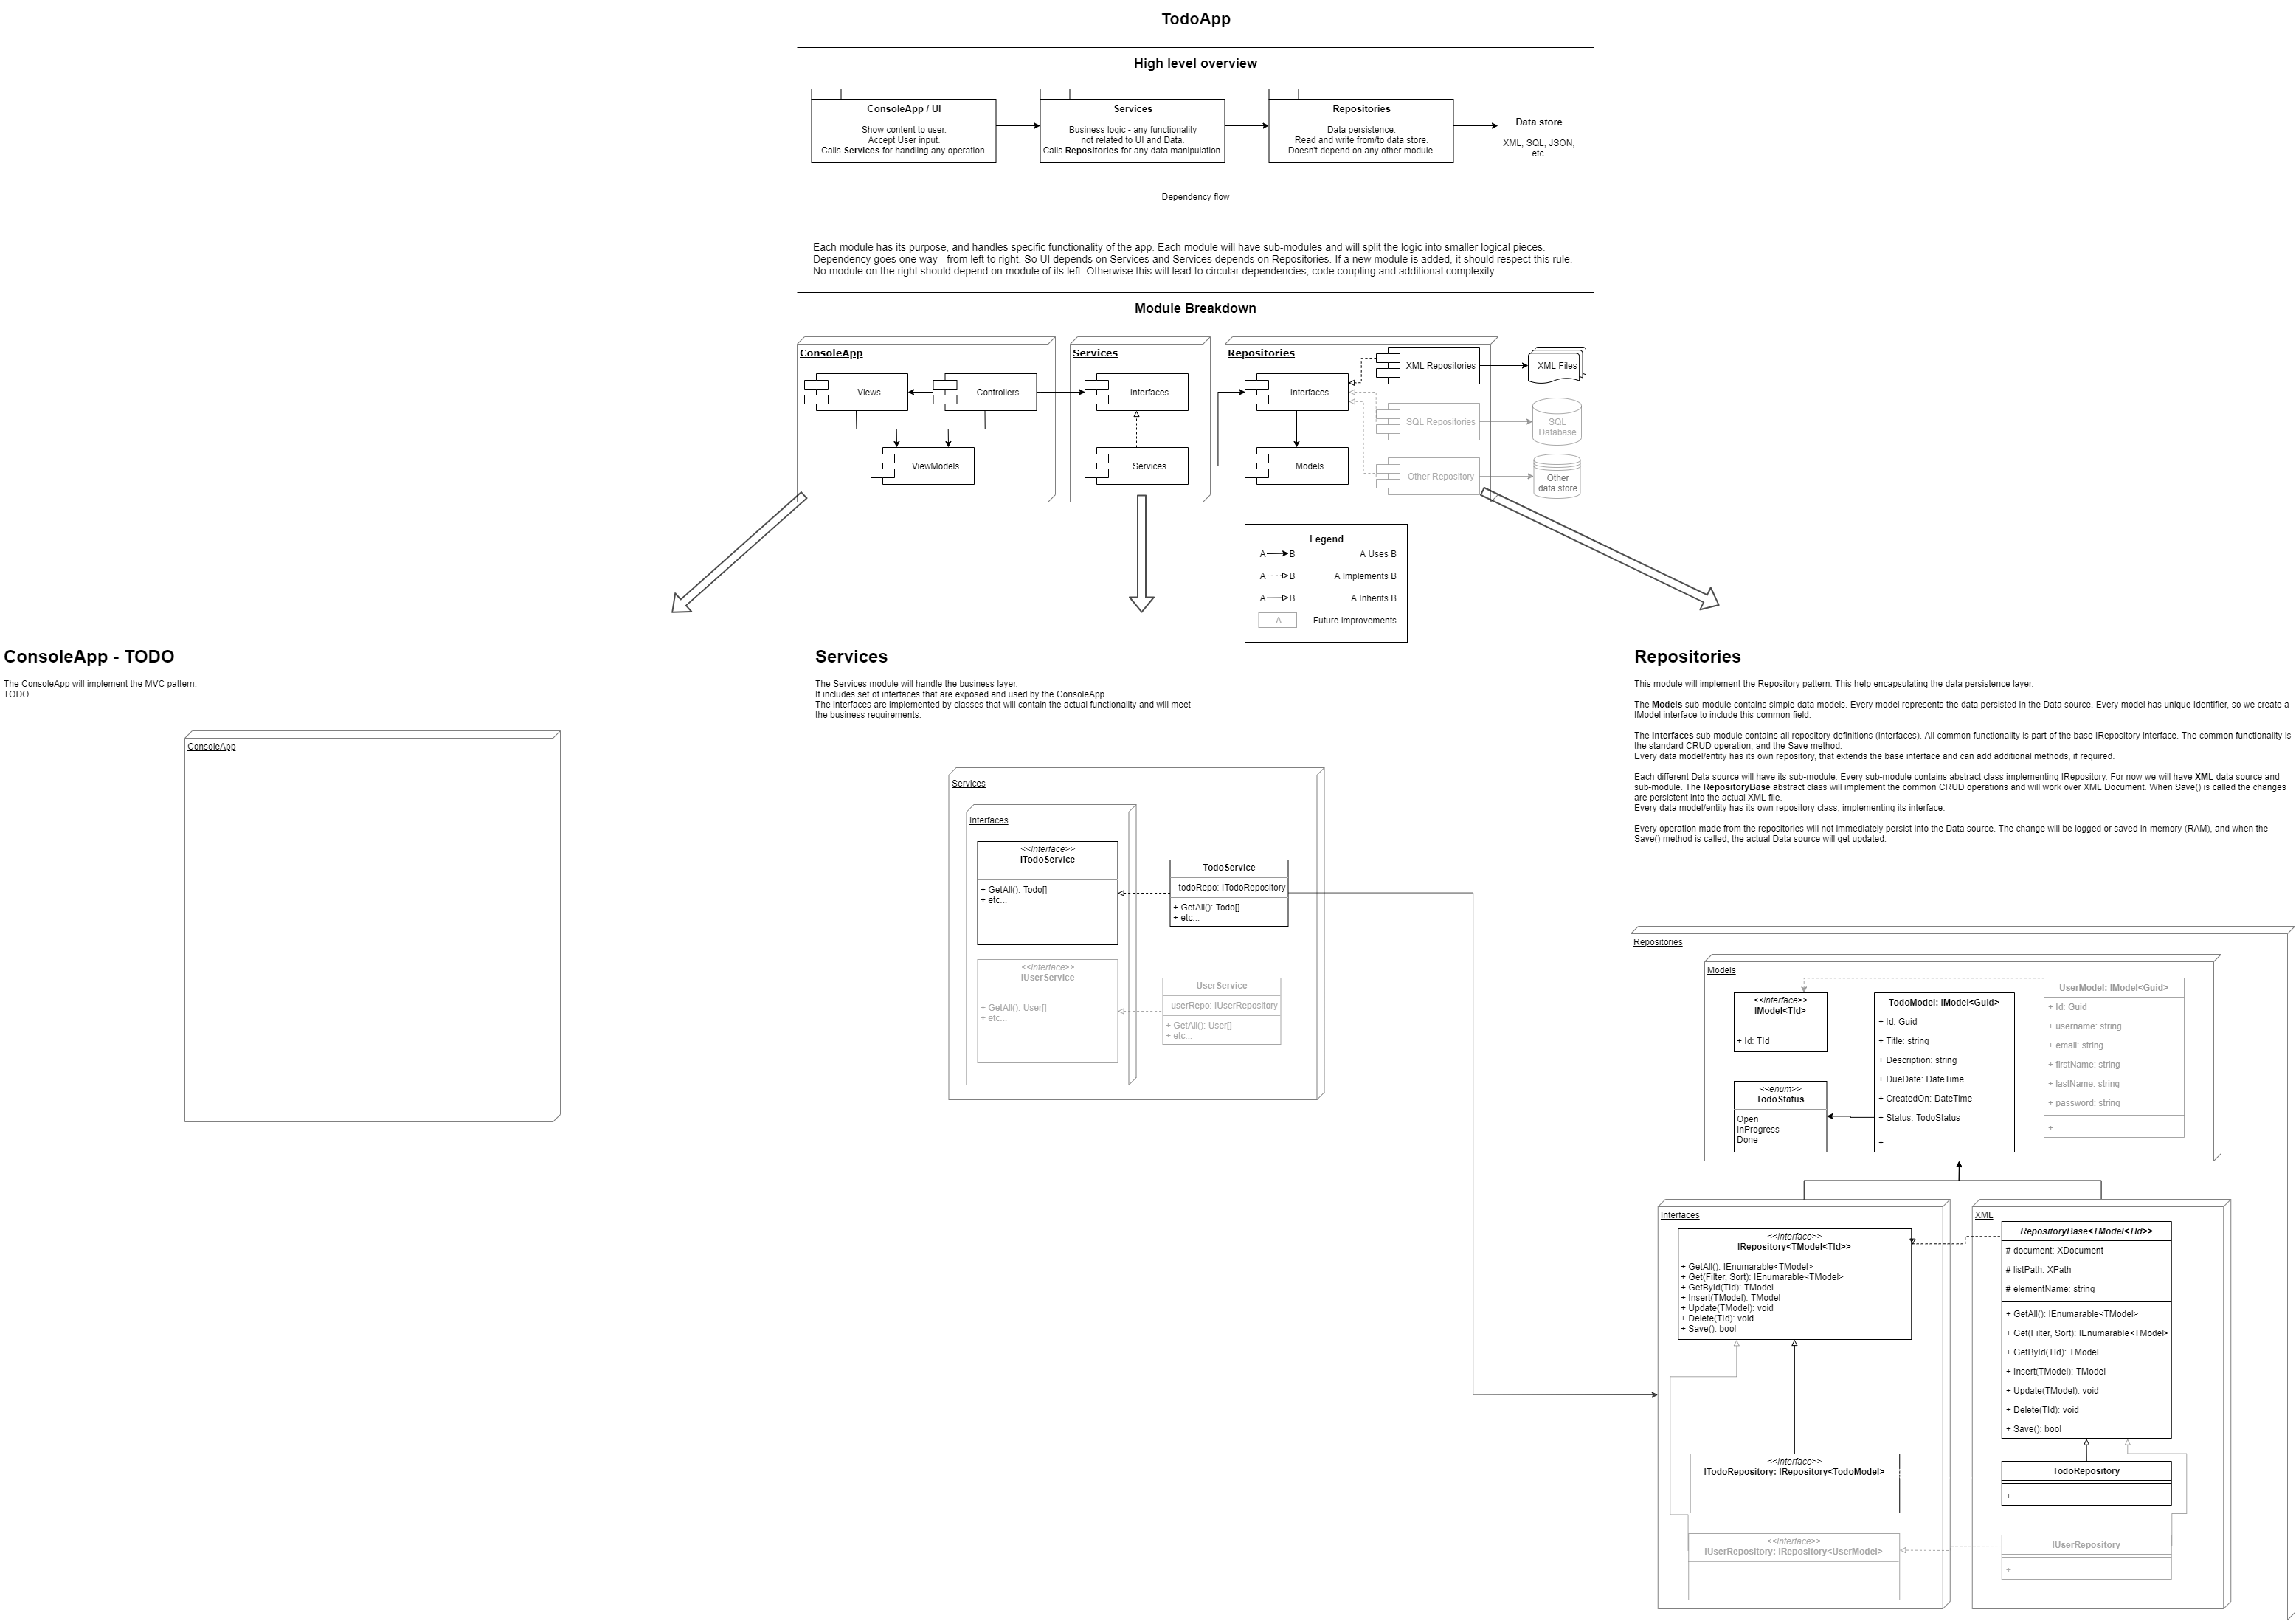 TodoApp
High level overview
ConsoleApp / UI
Show content to user.
Accept User input.
Calls Services for handling any operation.
Services
Business logic - any functionality
not related to UI and Data.
Calls Repositories for any data manipulation.
Repositories
Data persistence.
Read and write from/to data store.
Doesn't depend on any other module.
Data store
XML, SQL, JSON,
etc.
Dependency flow
Each module has its purpose, and handles specific functionality of the app. Each module will have sub-modules and will split the logic into smaller logical pieces.
Dependency goes one way - from left to right. So UI depends on Services and Services depends on Repositories. If a new module is added, it should respect this rule.
No module on the right should depend on module of its left. Otherwise this will lead to circular dependencies, code coupling and additional complexity.
Module Breakdown
ConsoleApp
Views
Controllers
ViewModels
Services
Interfaces
Services
Repositories
Interfaces
Models
XML Repositories
SQL Repositories
Other Repository
XML Files
SQL
Database
Other
data store
Legend
A B A Uses B
A B A Implements B
A B A Inherits B
A Future improvements
ConsoleApp - TODO
The ConsoleApp will implement the MVC pattern.
TODO
ConsoleApp
Services
The Services module will handle the business layer.
It includes set of interfaces that are exposed and used by the ConsoleApp.
The interfaces are implemented by classes that will contain the actual functionality and will meet
the business requirements.
Services
Interfaces
<<Interface>>
ITodoService
+ GetAll(): Todo[]
+ etc...
<<Interface>>
IUserService
+ GetAll(): User[]
+ etc...
TodoService
- todoRepo: ITodoRepository
+ GetAll(): Todo[]
+ etc...
UserService
- userRepo: IUserRepository
+ GetAll(): User[]
+ etc...
Repositories
This module will implement the Repository pattern. This help encapsulating the data persistence layer.
The Models sub-module contains simple data models. Every model represents the data persisted in the Data source. Every model has unique Identifier, so we create a
IModel interface to include this common field.
The Interfaces sub-module contains all repository definitions (interfaces). All common functionality is part of the base IRepository interface. The common functionality is
the standard CRUD operation, and the Save method.
Every data model/entity has its own repository, that extends the base interface and can add additional methods, if required.
Each different Data source will have its sub-module. Every sub-module contains abstract class implementing IRepository. For now we will have XML data source and
sub-module. The RepositoryBase abstract class will implement the common CRUD operations and will work over XML Document. When Save() is called the changes
are persistent into the actual XML file.
Every data model/entity has its own repository class, implementing its interface.
Every operation made from the repositories will not immediately persist into the Data source. The change will be logged or saved in-memory (RAM), and when the
Save() method is called, the actual Data source will get updated.
Repositories
Models
<<Interface>>
IModel<TId>
+ Id: TId
<<enum>>
TodoStatus
Open
InProgress
Done
TodoModel: IModel<Guid>
+ Id: Guid
+ Title: string
+ Description: string
+ DueDate: DateTime
+ CreatedOn: DateTime
+ Status: TodoStatus
+
UserModel: IModel<Guid>
+ Id: Guid
+ username: string
+ email: string
+ firstName: string
+ lastName: string
+ password: string
+
Interfaces
<<Interface>>
IRepository<TModel<TId>>
+ GetAll(): IEnumarable<TModel>
+ Get(Filter, Sort): IEnumarable<TModel>
+ GetById(TId): TModel
+ Insert(TModel): TModel
+ Update(TModel): void
+ Delete(TId): void
+ Save(): bool
<<Interface>>
ITodoRepository: IRepository<TodoModel>
<<Interface>>
IUserRepository: IRepository<UserModel>
XML
RepositoryBase<TModel<TId>>
# document: XDocument
# listPath: XPath
# elementName: string
+ GetAll(): IEnumarable<TModel>
+ Get(Filter, Sort): IEnumarable<TModel>
+ GetById(TId): TModel
+ Insert(TModel): TModel
+ Update(TModel): void
+ Delete(TId): void
+ Save(): bool
TodoRepository
+
IUserRepository
+